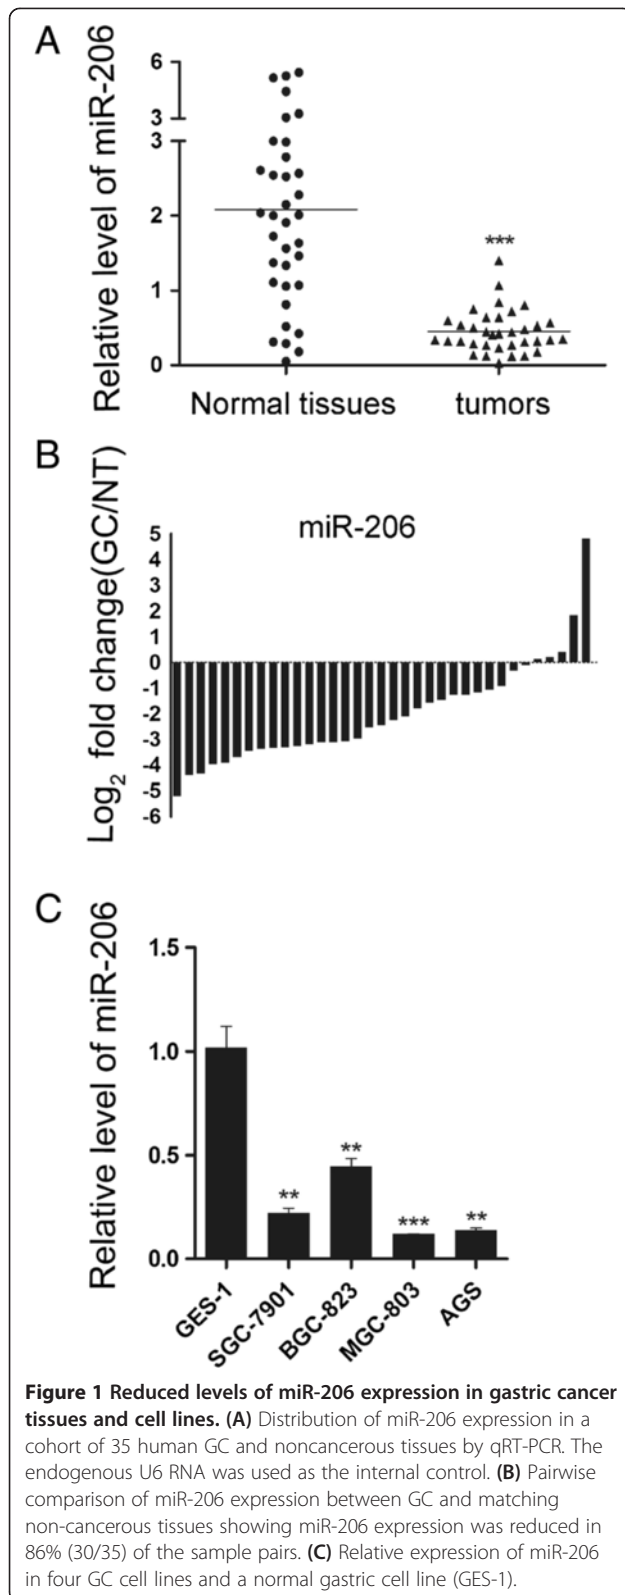 A
Relative level of miR-206
6
3
3
2
1
0
***
Normal tissues
tumors
B
Log2 fold change(GC/NT)
miR-206
5
4
3
2
1
0
-1
-2
-3
-4
-5
-6
C
Relative level of miR-206
1.5
1.0
0.5
0.0
**
**
***
**
GES-1
SGC-7901
BGC-823
MGC-803
AGS
Figure 1 Reduced levels of miR-206 expression in gastric cancer
tissues and cell lines. (A) Distribution of miR-206 expression in a
cohort of 35 human GC and noncancerous tissues by qRT-PCR. The
endogenous U6 RNA was used as the internal control. (B) Pairwise
comparison of miR-206 expression between GC and matching
non-cancerous tissues showing miR-206 expression was reduced in
86% (30/35) of the sample pairs. (C) Relative expression of miR-206
in four GC cell lines and a normal gastric cell line (GES-1).